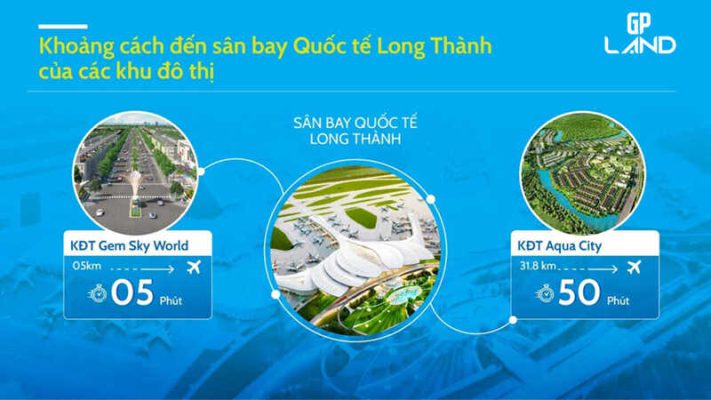 Khoảng cách đến sân bay Quốc tế Long Thành
của các khu đô thị
GP
LAND
SÂN BAY QUỐC TẾ
LONG THÀNH
KĐT Gem Sky World
05km
05 Phút
KĐT Aqua City
31.8 km
50 Phút